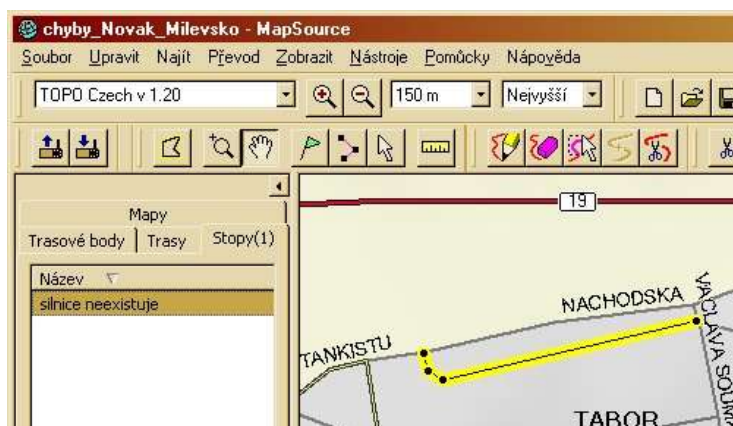 chyby_Novak_Milevsko - MapSource
Soubor Upravit Najít Převod Zobrazit Nástroje Pomůcky Nápověda
TOPO Czech v 1.20 150 m Nejvyšší
Mapy
Trasové body Trasy Stopy(1)
Název
silnice neexistuje
19
NACHODSKA
TANKISTU
VACLAVA
TABOR